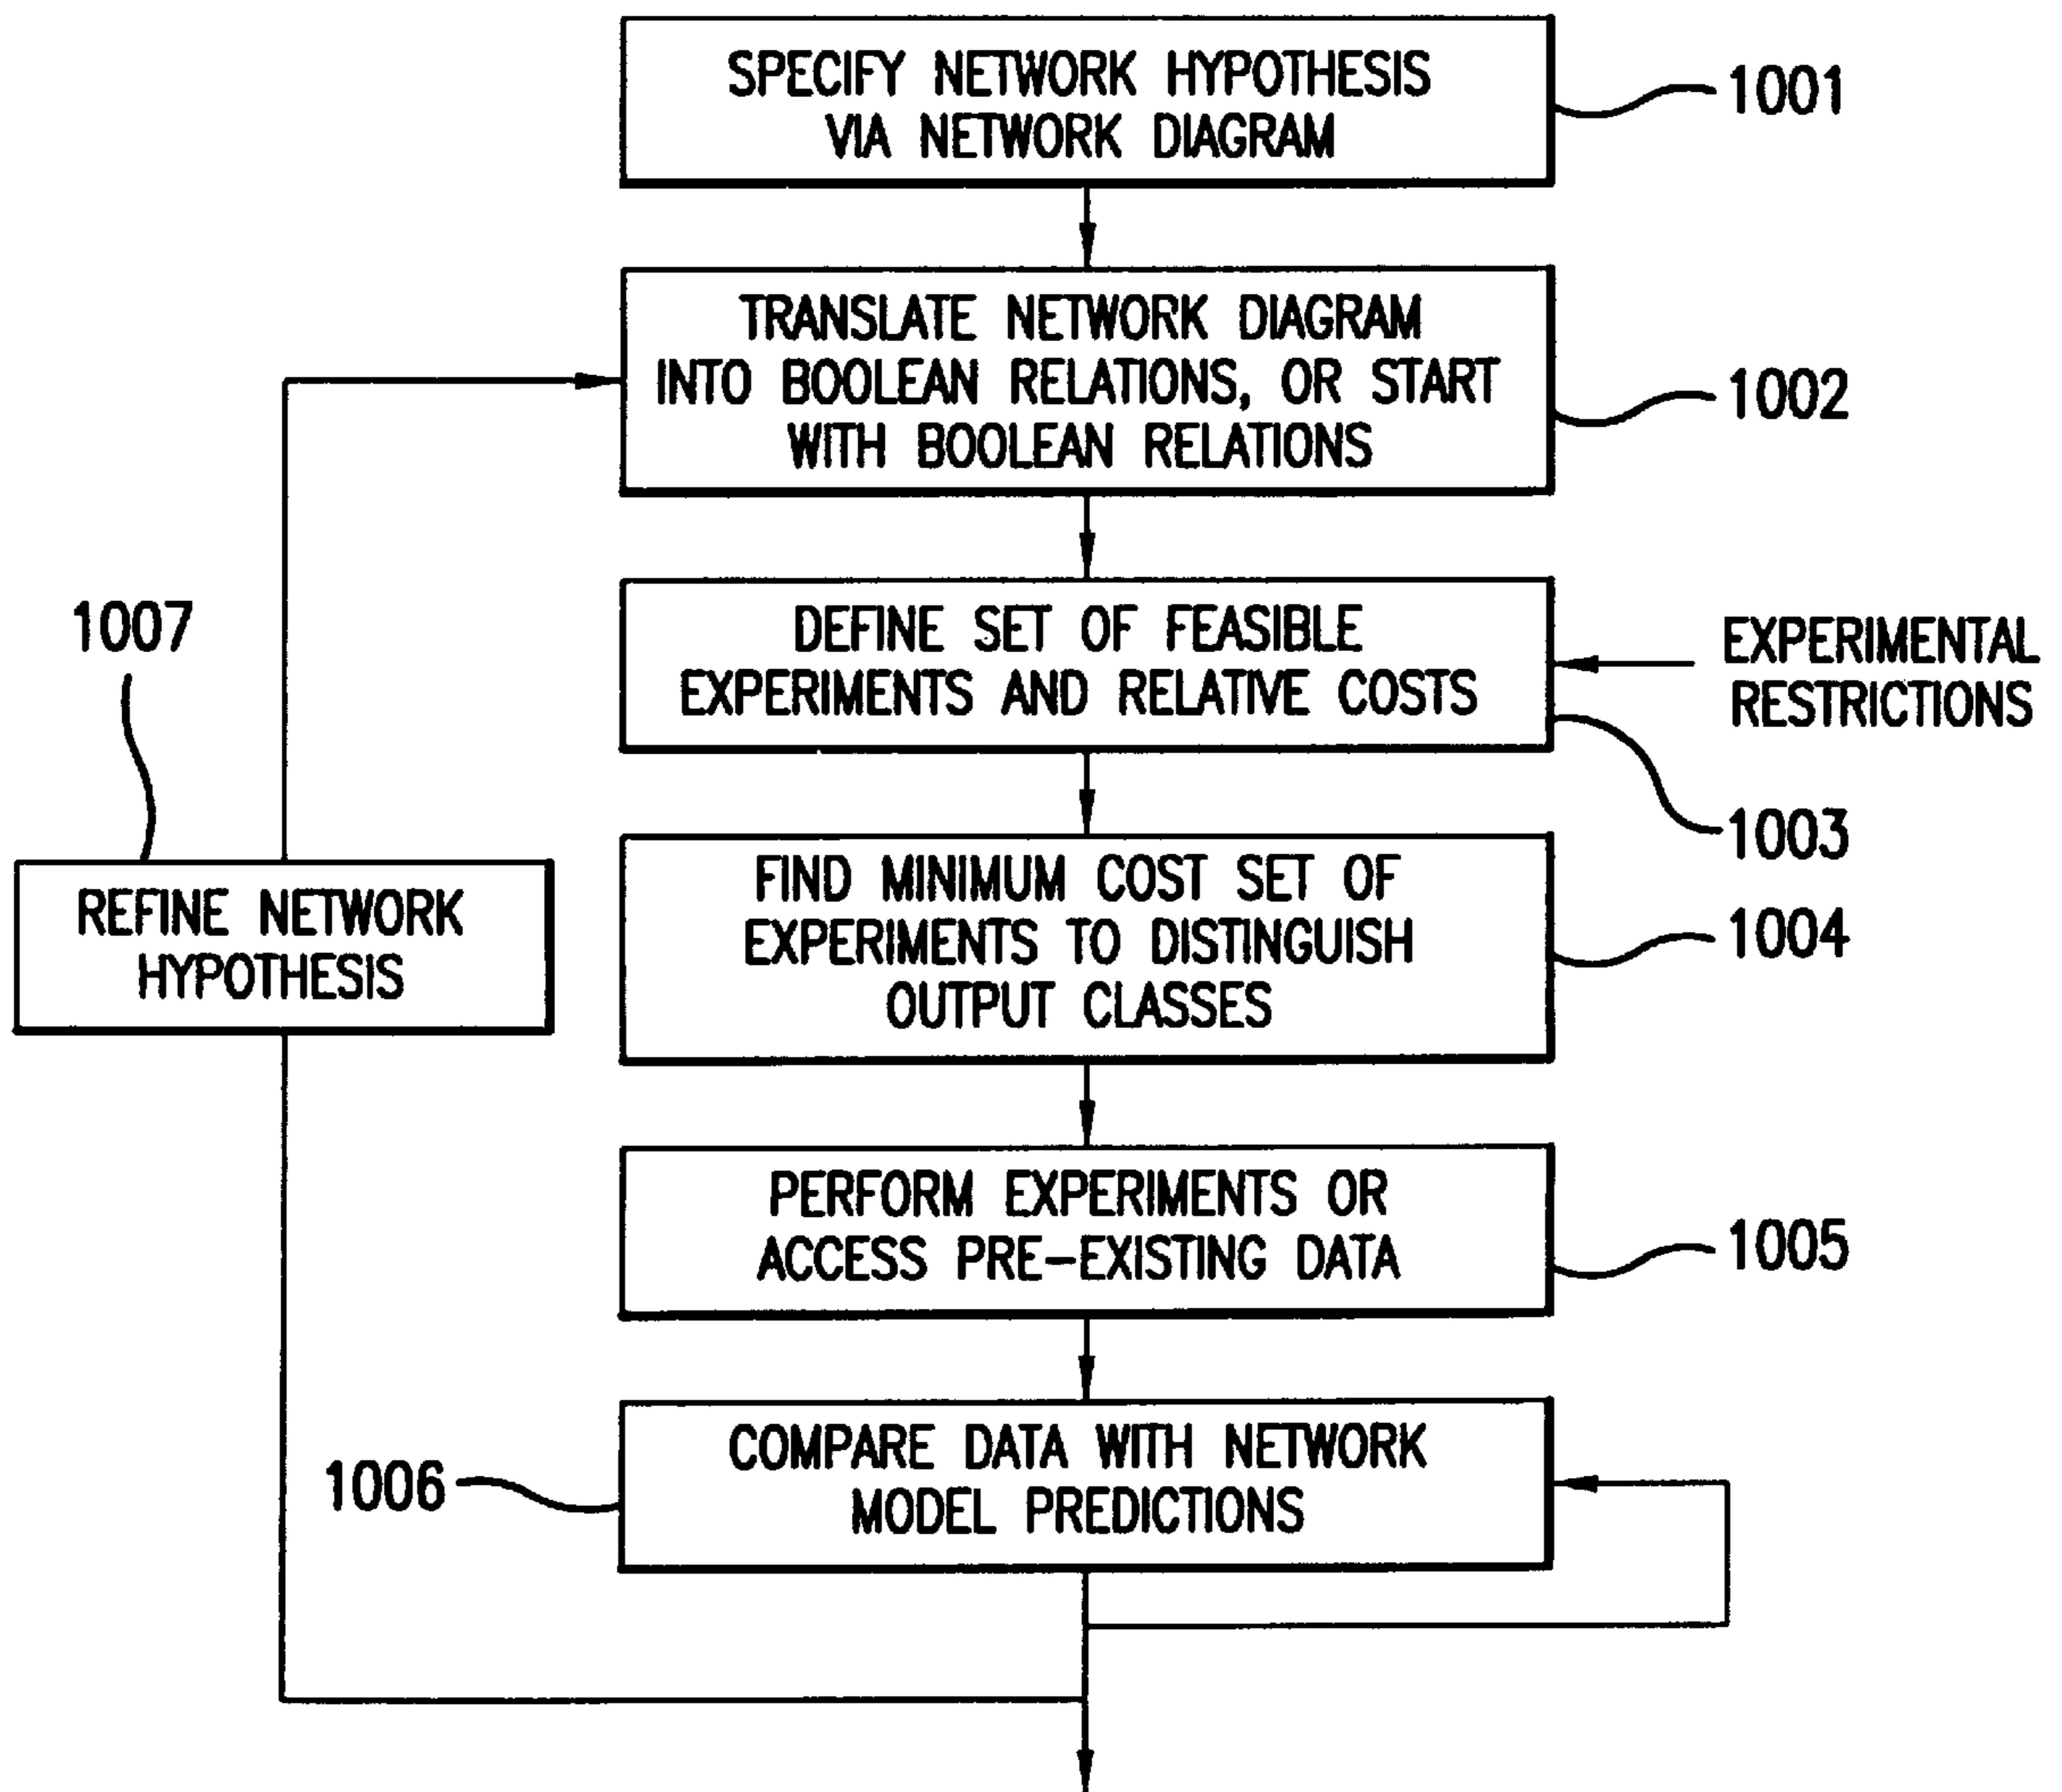 SPECIFY NETWORK HYPOTHESIS
VIA NETWORK DIAGRAM
1001
TRANSLATE NETWORK DIAGRAM
INTO BOOLEAN RELATIONS, OR START
WITH BOOLEAN RELATIONS
1002
DEFINE SET OF FEASIBLE
EXPERIMENTS AND RELATIVE COSTS
EXPERIMENTAL
RESTRICTIONS
1003
1007
REFINE NETWORK
HYPOTHESIS
FIND MINIMUM COST SET OF
EXPERIMENTS TO DISTINGUISH
OUTPUT CLASSES
1004
PERFORM EXPERIMENTS OR
ACCESS PRE-EXISTING DATA
1005
COMPARE DATA WITH NETWORK
MODEL PREDICTIONS
1006